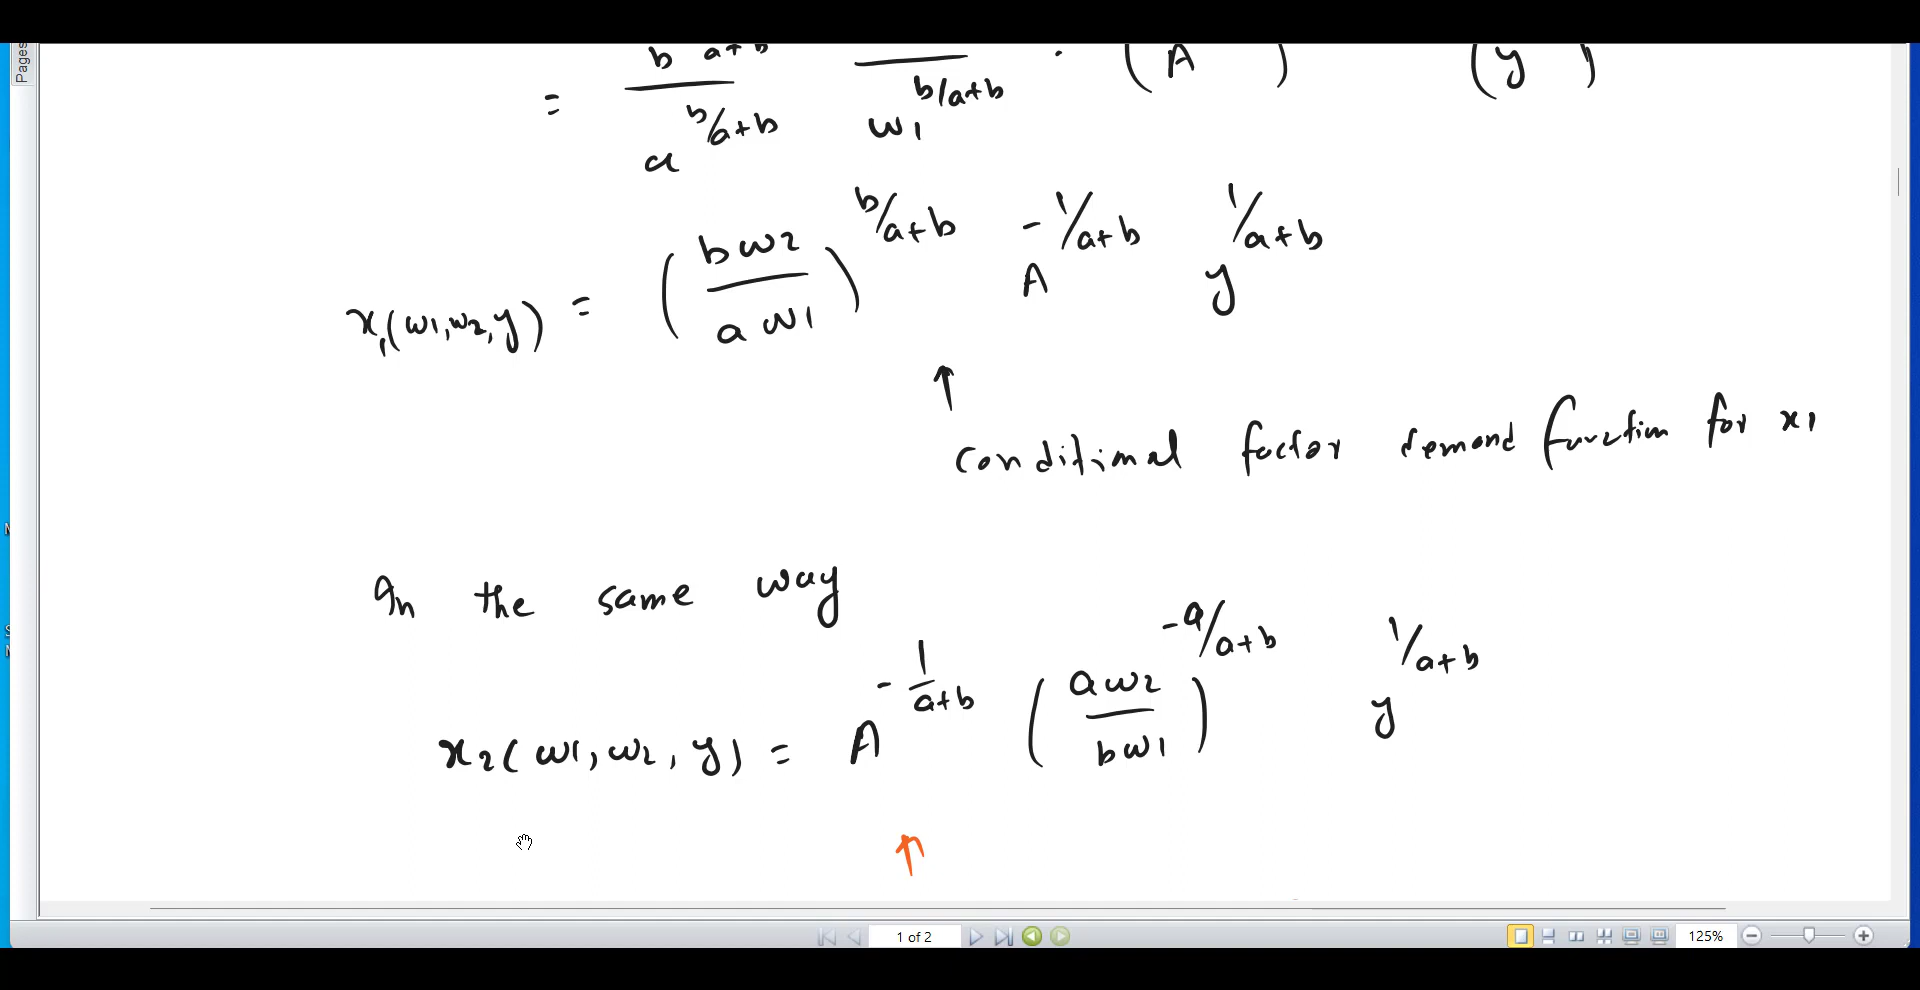 Pages
= b a+b / a b/a+b  / w1 b/a+b · (A ) (y )
x1(w1,w2,y) = (bw2 / aw1)^b/a+b A^-1/a+b y^1/a+b
↑
conditional factor demand function for x1
In the same way
x2(w1,w2,y) = A^-1/a+b (aw2 / bw1)^-a/a+b y^1/a+b
↑
1 of 2
125%